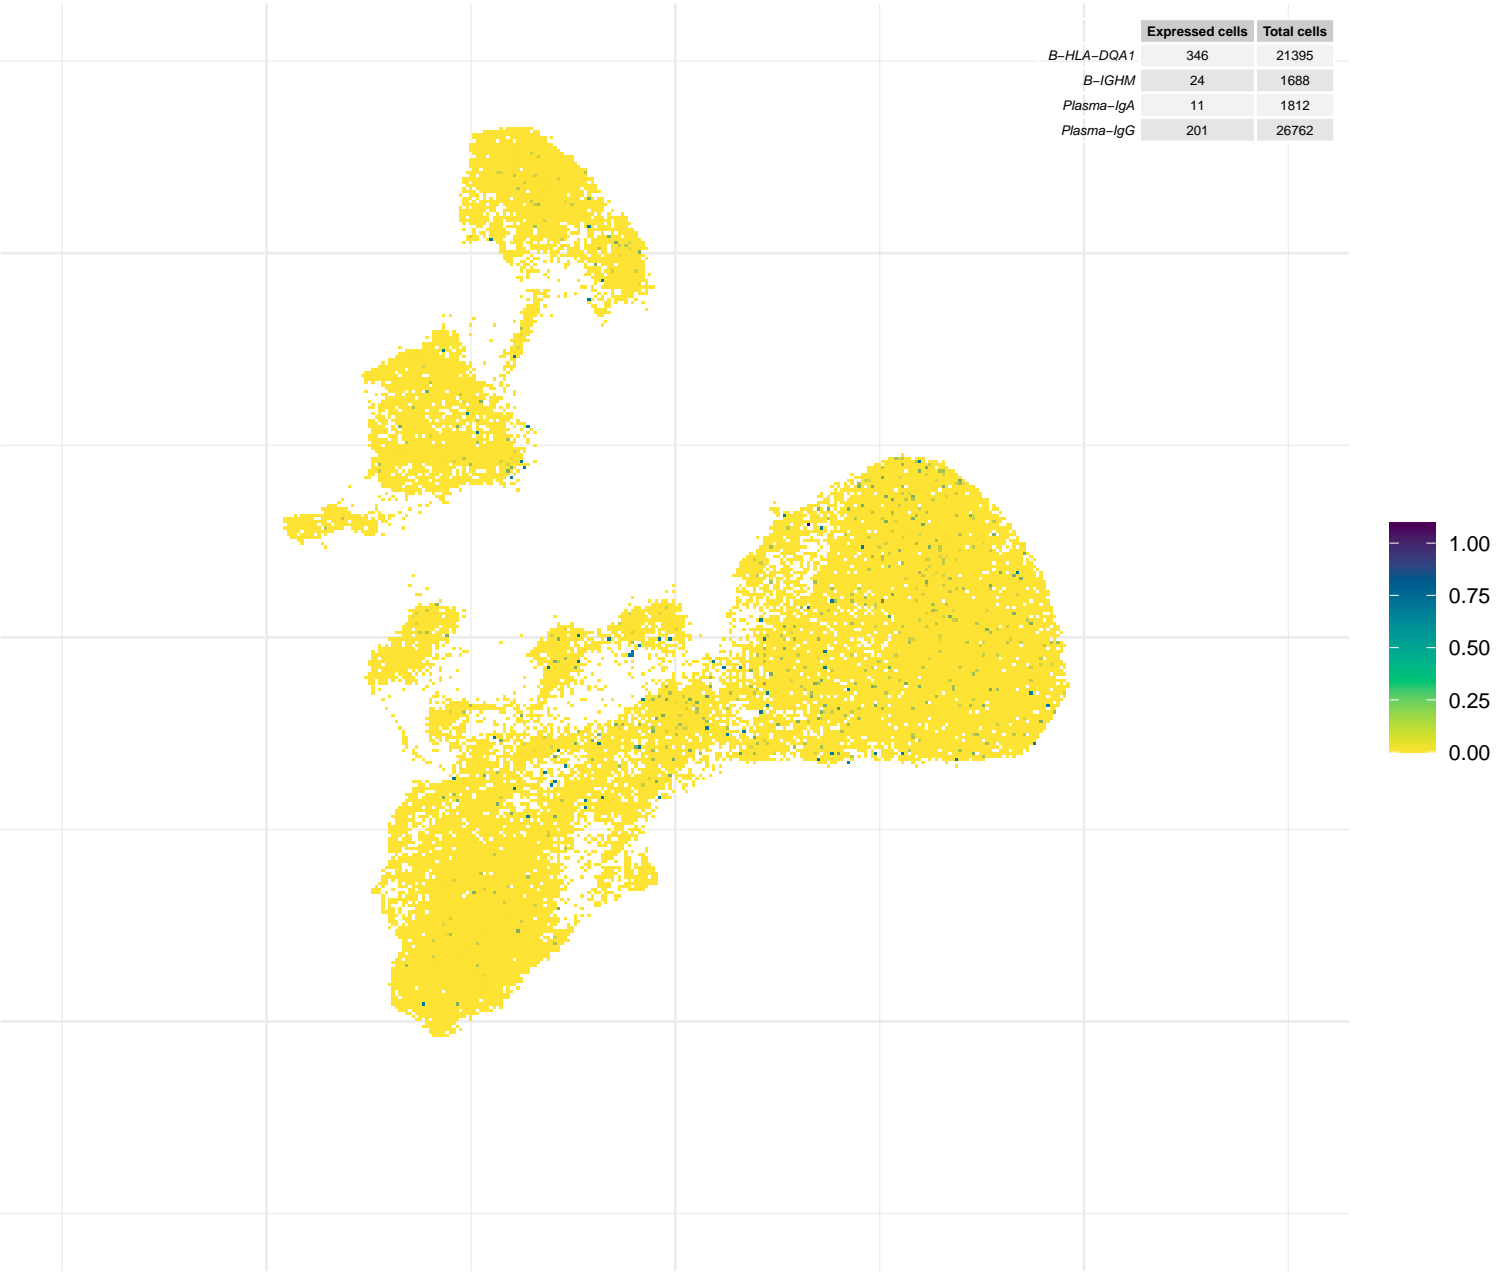 Expressed cells Total cells
B−HLA−DQA1 346 21395
B−IGHM 24 1688
Plasma−IgA 11 1812
Plasma−IgG 201 26762
1.00
0.75
0.50
0.25
0.00